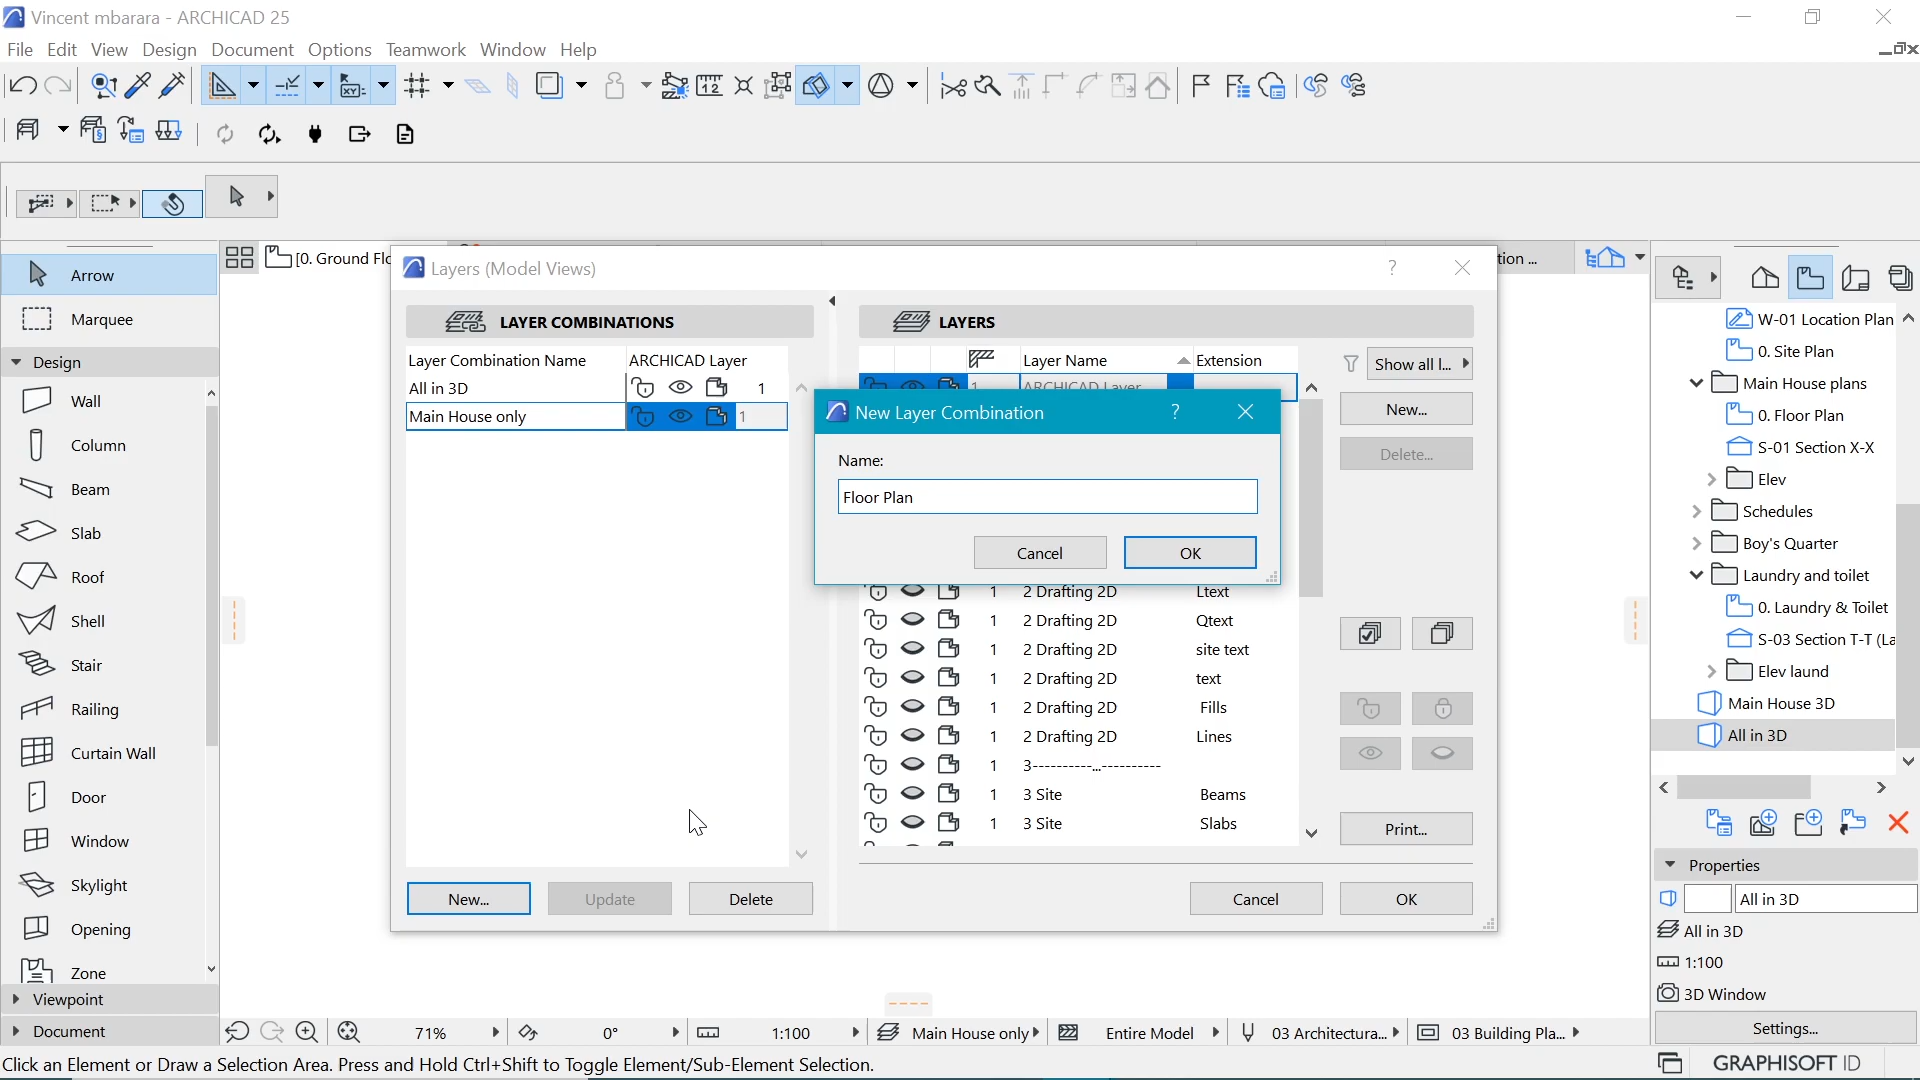 Vincent mbarara - ARCHICAD 25
File Edit View Design Document Options Teamwork Window Help
Arrow
Marquee
Design
Wall
Column
Beam
Slab
Roof
Shell
Stair
Railing
Curtain Wall
Door
Window
Skylight
Opening
Zone
Viewpoint
Document
[0. Ground Flo
tion ...
Layers (Model Views)
LAYER COMBINATIONS
Layer Combination Name ARCHICAD Layer
All in 3D 1
Main House only 1
New... Update Delete
LAYERS
Layer Name Extension
1 ARCHICAD Layer
1 2 Drafting 2D Ltext
1 2 Drafting 2D Qtext
1 2 Drafting 2D site text
1 2 Drafting 2D text
1 2 Drafting 2D Fills
1 2 Drafting 2D Lines
1 3----------...----------
1 3 Site Beams
1 3 Site Slabs
Show all l...
New...
Delete...
Print...
Cancel OK
New Layer Combination
Name:
Floor Plan
Cancel OK
W-01 Location Plan
0. Site Plan
Main House plans
0. Floor Plan
S-01 Section X-X
Elev
Schedules
Boy's Quarter
Laundry and toilet
0. Laundry & Toilet
S-03 Section T-T (La
Elev laund
Main House 3D
All in 3D
Properties
All in 3D
All in 3D
1:100
3D Window
Settings...
71% 0° 1:100 Main House only Entire Model 03 Architectura... 03 Building Pla...
Click an Element or Draw a Selection Area. Press and Hold Ctrl+Shift to Toggle Element/Sub-Element Selection.
GRAPHISOFT ID